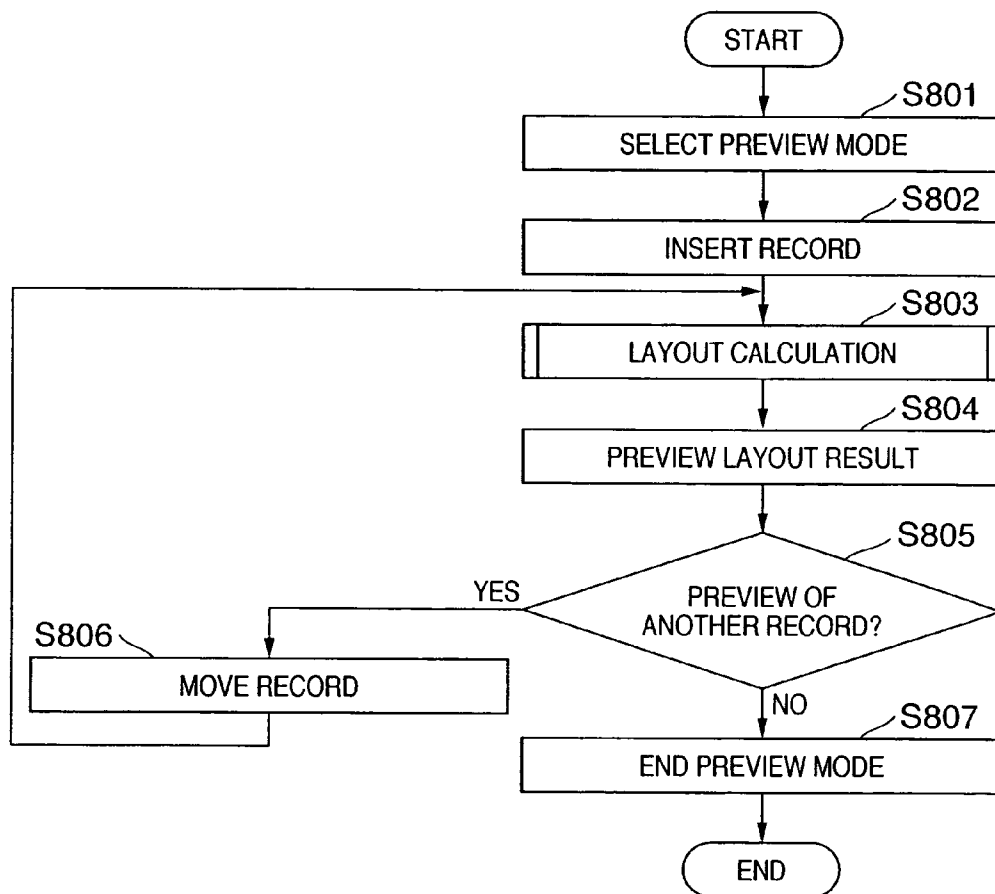 START
S801
SELECT PREVIEW MODE
S802
INSERT RECORD
S803
LAYOUT CALCULATION
S804
PREVIEW LAYOUT RESULT
S805
PREVIEW OF
ANOTHER RECORD?
YES
S806
MOVE RECORD
NO
S807
END PREVIEW MODE
END